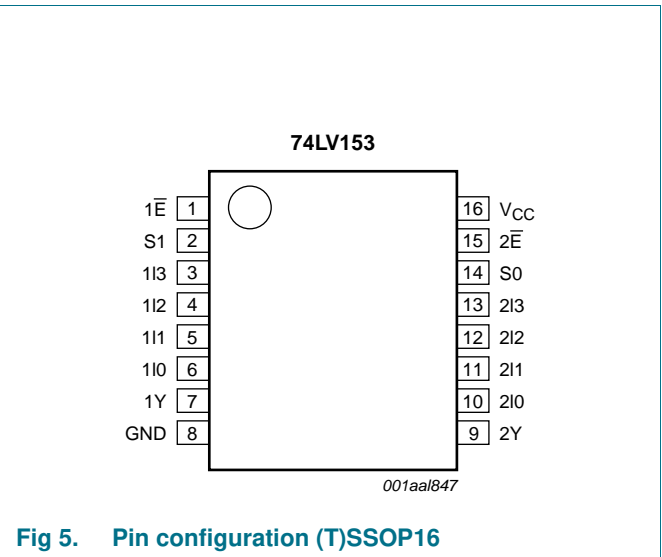 74LV153
1E̅ 1 16 VCC
S1 2 15 2E̅
1I3 3 14 S0
1I2 4 13 2I3
1I1 5 12 2I2
1I0 6 11 2I1
1Y 7 10 2I0
GND 8 9 2Y
001aal847
Fig 5. Pin configuration (T)SSOP16